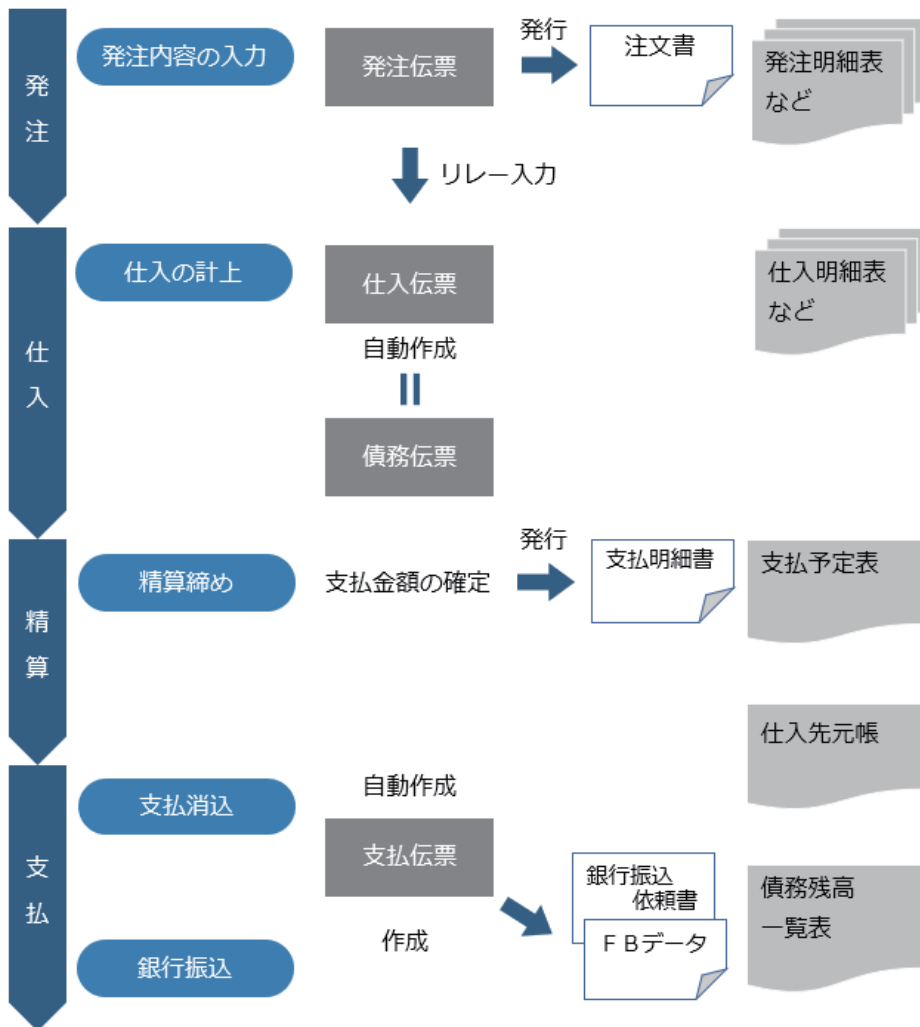 発注
発注内容の入力
発注伝票
発行
注文書
発注明細表
など
リレー入力
仕入
仕入の計上
仕入伝票
仕入明細表
など
自動作成
債務伝票
精算
精算締め
支払金額の確定
発行
支払明細書
支払予定表
仕入先元帳
支払
支払消込
自動作成
支払伝票
銀行振込
依頼書
債務残高
一覧表
作成
ＦＢデータ
銀行振込